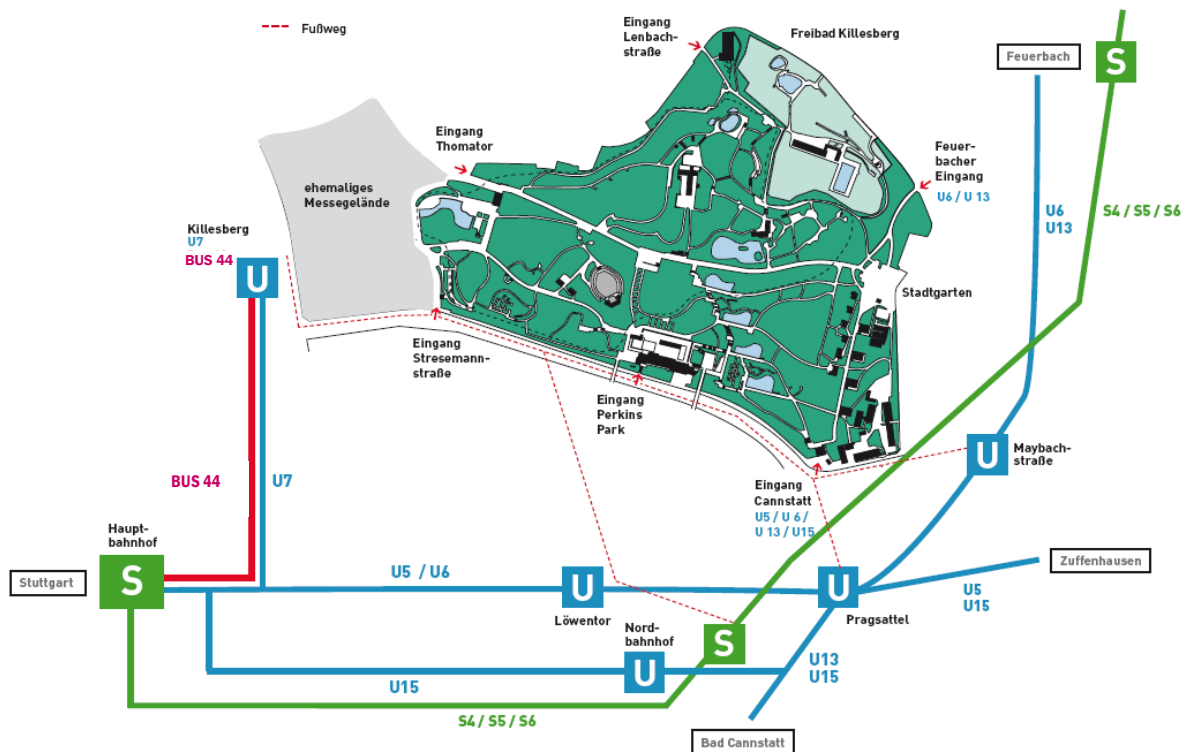 Fußweg
Eingang
Lenbach-
straße
Freibad Killesberg
Feuerbach
S
Eingang
Thomator
Feuer-
bacher
Eingang
U6 / U 13
ehemaliges
Messegelände
U6
U13
S4 / S5 / S6
Killesberg
U7
BUS 44
U
Stadtgarten
Eingang
Stresemann-
straße
Eingang
Perkins
Park
U
Maybach-
straße
BUS 44
U7
Eingang
Cannstatt
U5 / U 6 /
U 13 / U15
Haupt-
bahnhof
Stuttgart
S
U5 / U6
U
Löwentor
U
Pragsattel
Zuffenhausen
U5
U15
Nord-
bahnhof
U
S
U13
U15
U15
S4 / S5 / S6
Bad Cannstatt